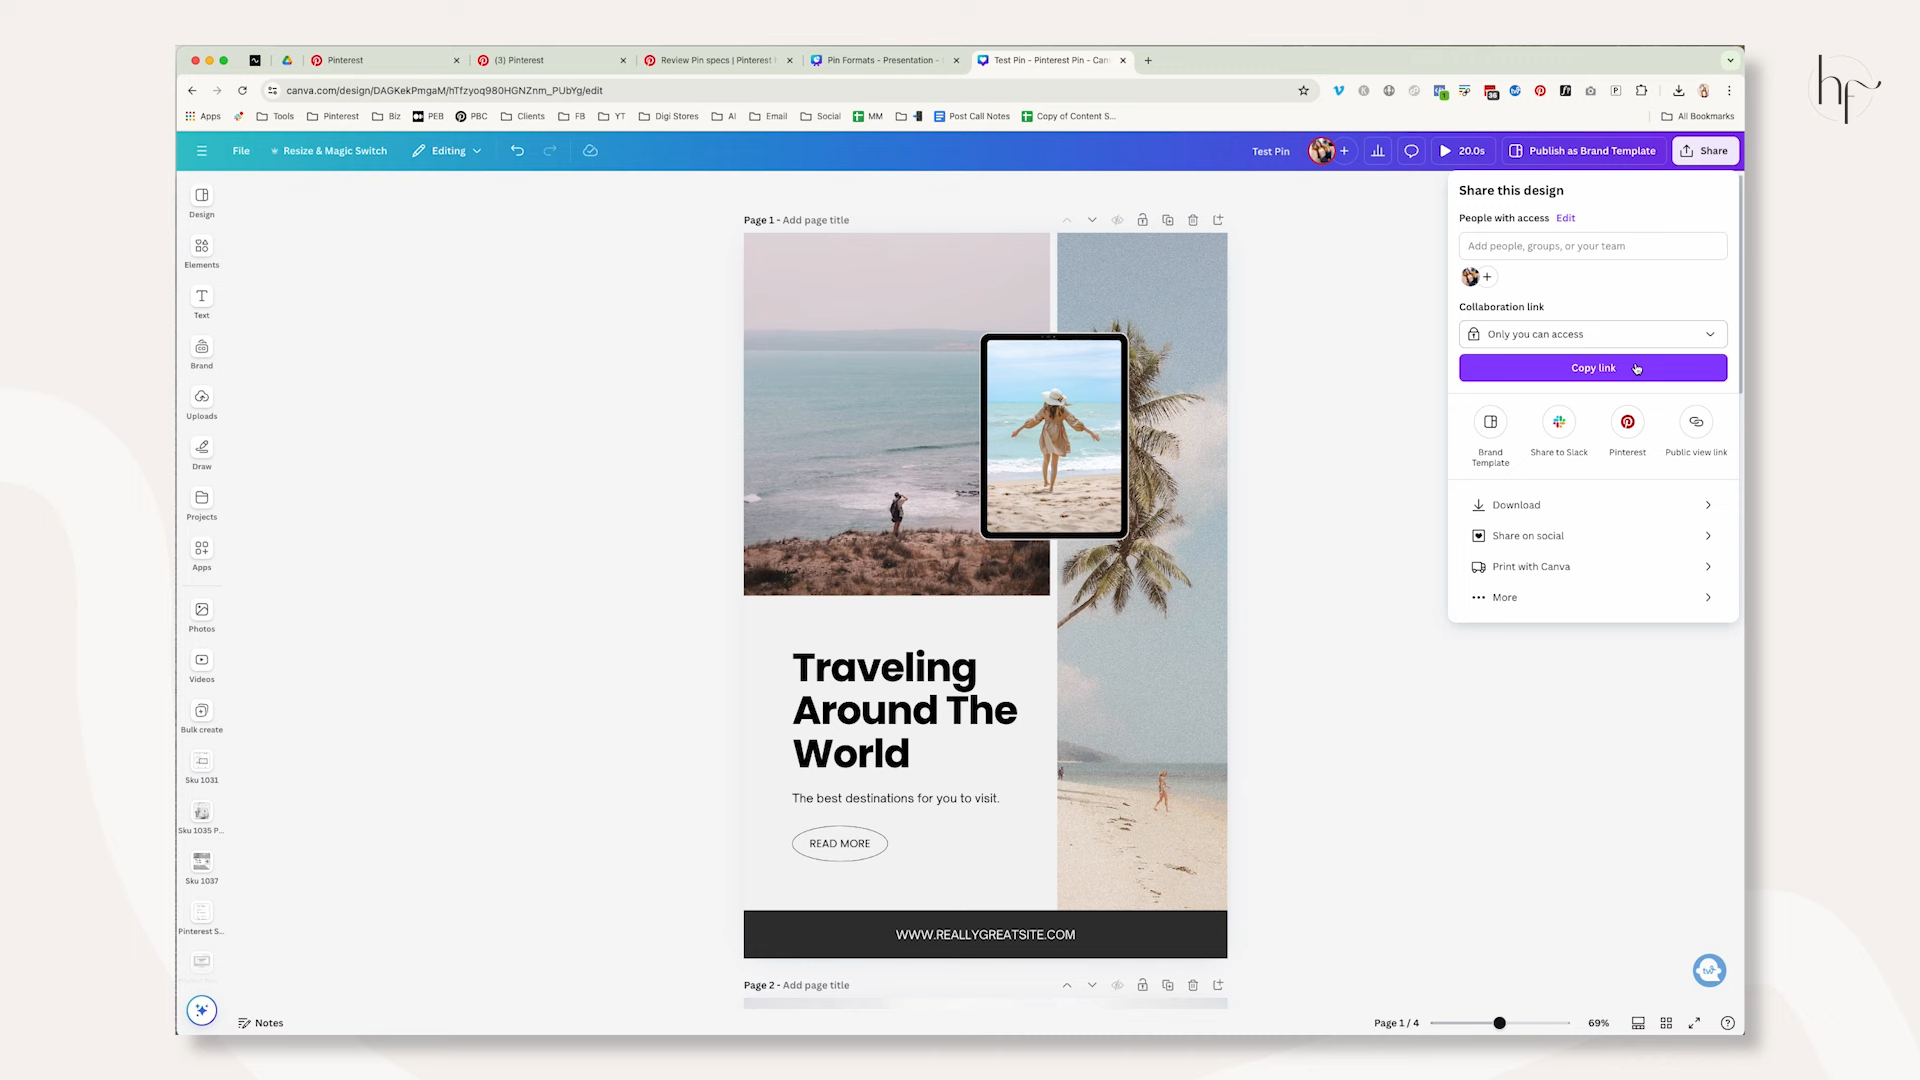 Pinterest
(3) Pinterest
Review Pin specs | Pinterest
Pin Formats - Presentation -
Test Pin - Pinterest Pin - Can
canva.com/design/DAGKekPmgaM/hTfzyoq980HGNZnm_PUbYg/edit
Apps
Tools
Pinterest
Biz
PEB
PBC
Clients
FB
YT
Digi Stores
AI
Email
Social
MM
Post Call Notes
Copy of Content S...
All Bookmarks
hf
File
Resize & Magic Switch
Editing
Test Pin
20.0s
Publish as Brand Template
Share
Design
Elements
Text
Brand
Uploads
Draw
Projects
Apps
Photos
Videos
Bulk create
Sku 1031
Sku 1035 P...
Sku 1037
Pinterest S...
Page 1 - Add page title
Traveling
Around The
World
The best destinations for you to visit.
READ MORE
WWW.REALLYGREATSITE.COM
Page 2 - Add page title
Share this design
People with access Edit
Add people, groups, or your team
Collaboration link
Only you can access
Copy link
Brand
Template
Share to Slack
Pinterest
Public view link
Download
Share on social
Print with Canva
More
Notes
Page 1 / 4
69%